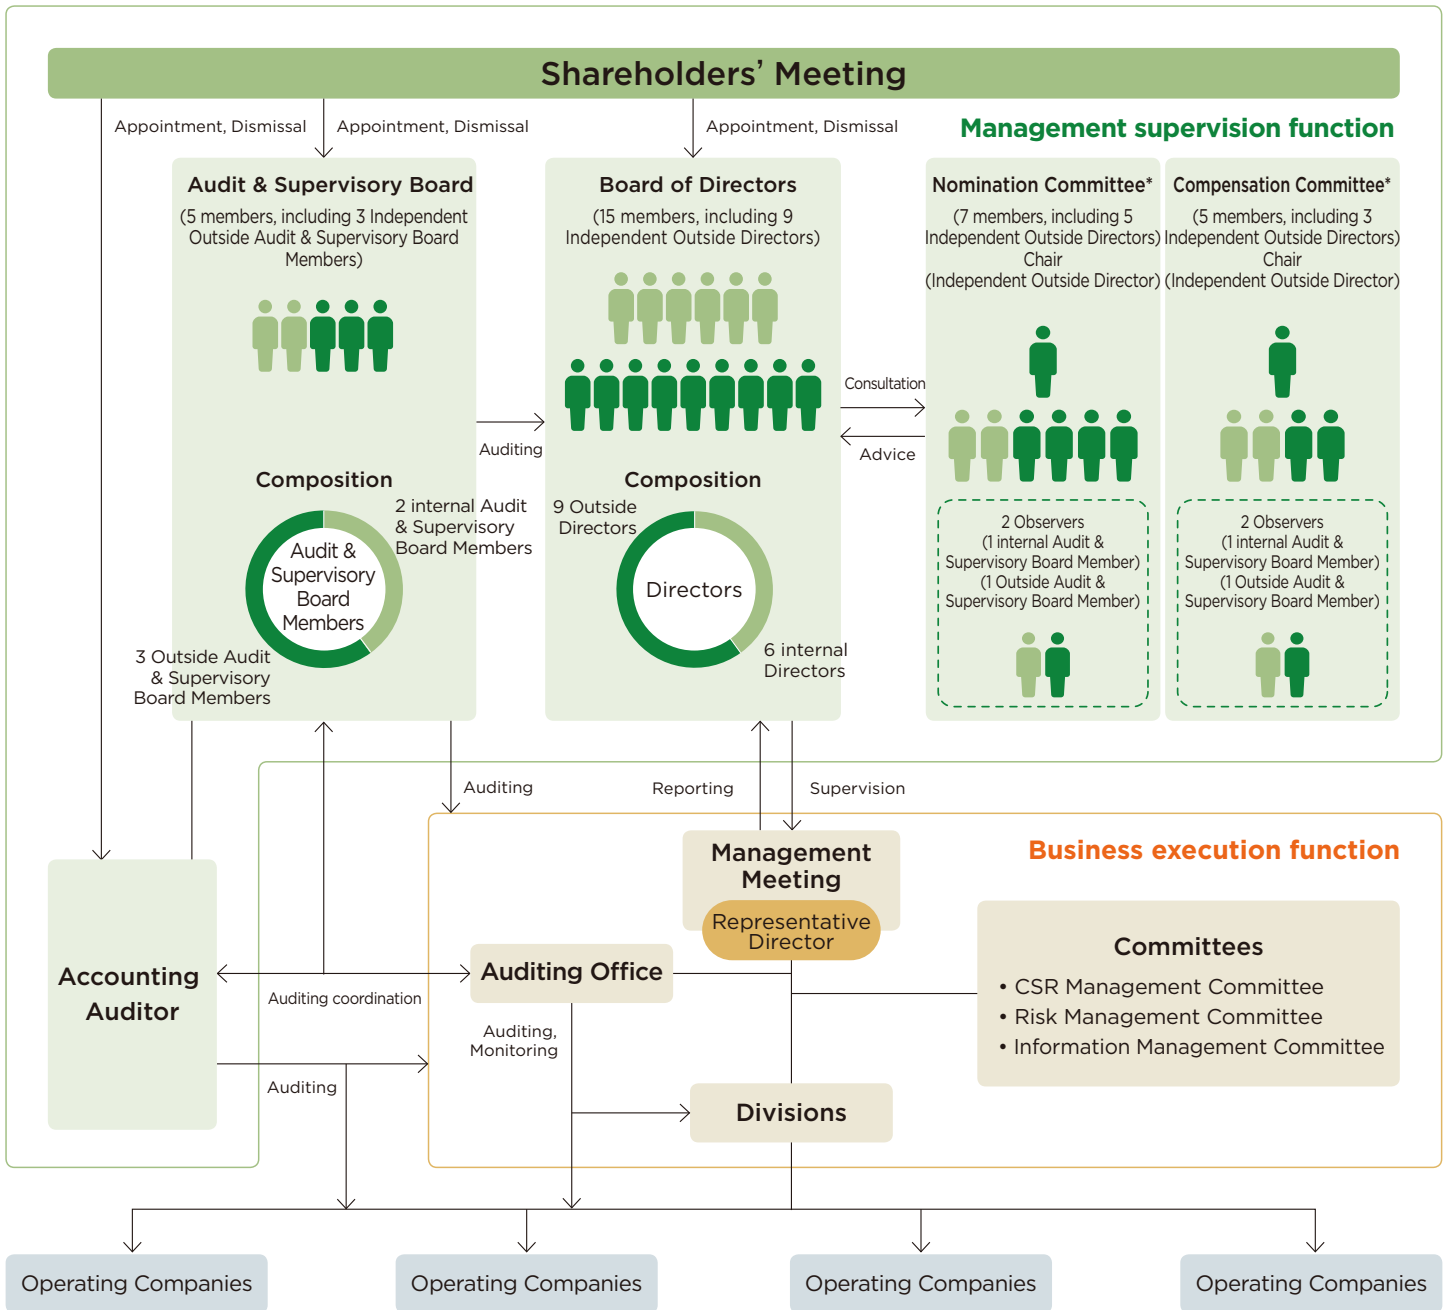 Shareholders’ Meeting
Appointment, Dismissal
Appointment, Dismissal
Appointment, Dismissal
Management supervision function
Audit & Supervisory Board
(5 members, including 3 Independent
Outside Audit & Supervisory Board
Members)
Board of Directors
(15 members, including 9
Independent Outside Directors)
Nomination Committee*
(7 members, including 5
Independent Outside Directors)
Chair
(Independent Outside Director)
Compensation Committee*
(5 members, including 3
Independent Outside Directors)
Chair
(Independent Outside Director)
Consultation
Advice
Auditing
Composition
2 internal Audit
& Supervisory
Board Members
Audit &
Supervisory
Board
Members
3 Outside Audit
& Supervisory
Board Members
Composition
9 Outside
Directors
Directors
6 internal
Directors
2 Observers
(1 internal Audit &
Supervisory Board Member)
(1 Outside Audit &
Supervisory Board Member)
2 Observers
(1 internal Audit &
Supervisory Board Member)
(1 Outside Audit &
Supervisory Board Member)
Auditing
Reporting
Supervision
Business execution function
Management
Meeting
Representative
Director
Accounting
Auditor
Auditing coordination
Auditing Office
Committees
• CSR Management Committee
• Risk Management Committee
• Information Management Committee
Auditing,
Monitoring
Auditing
Divisions
Operating Companies
Operating Companies
Operating Companies
Operating Companies